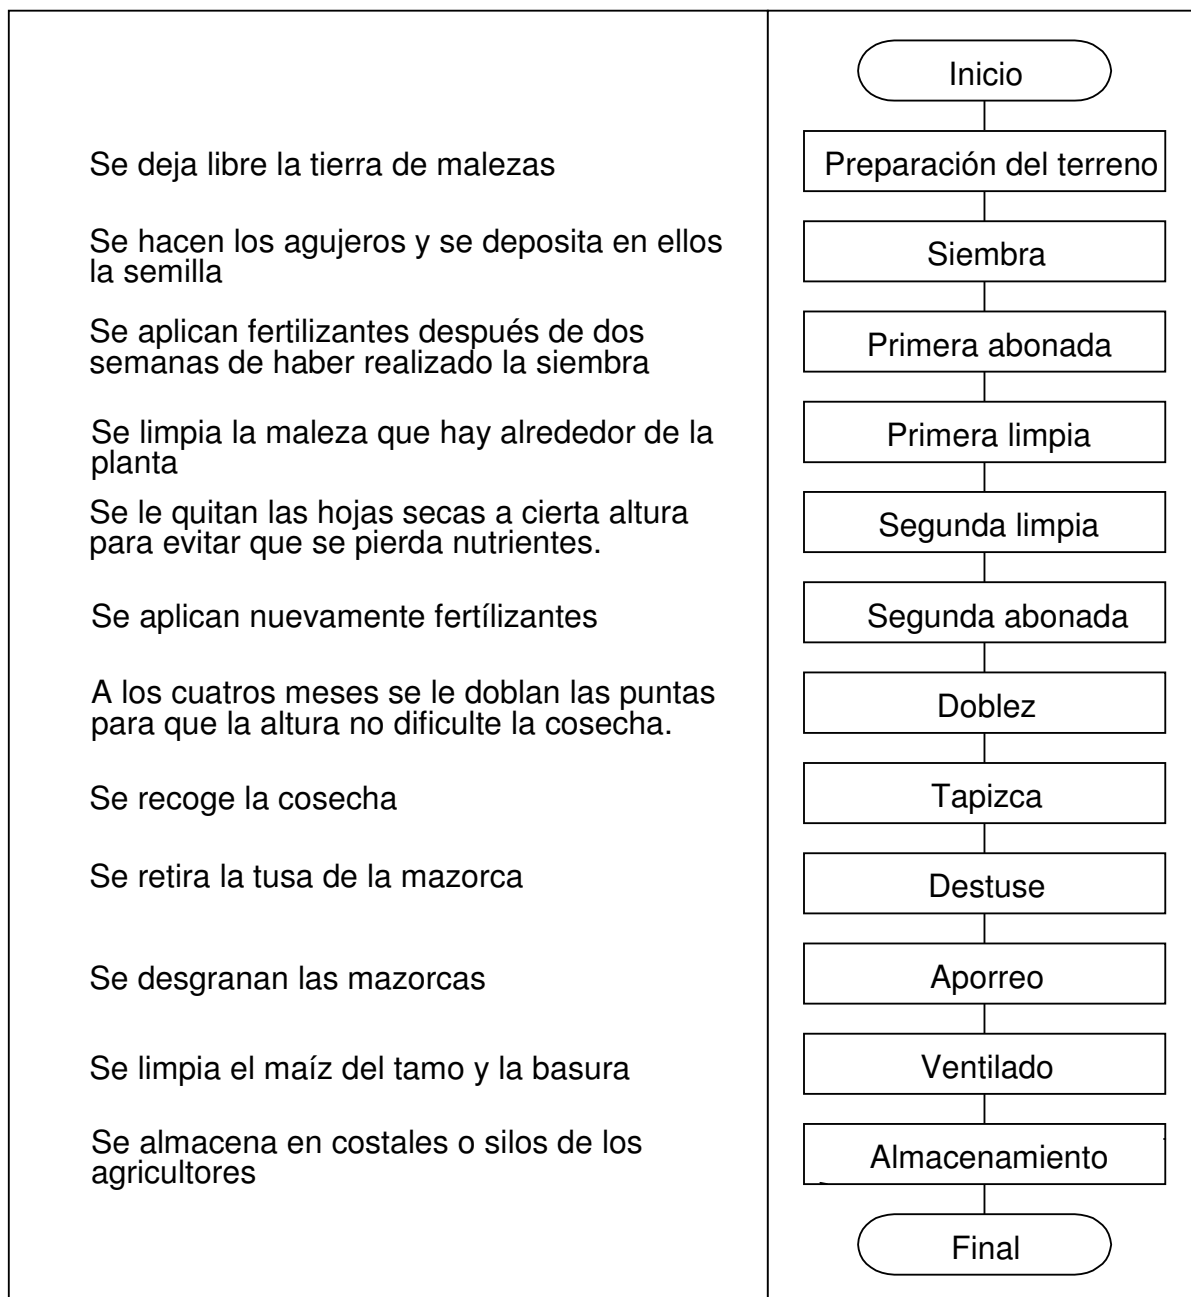 Inicio
Se deja libre la tierra de malezas
Preparación del terreno
Se hacen los agujeros y se deposita en ellos
la semilla
Siembra
Se aplican fertilizantes después de dos
semanas de haber realizado la siembra
Primera abonada
Se limpia la maleza que hay alrededor de la
planta
Primera limpia
Se le quitan las hojas secas a cierta altura
para evitar que se pierda nutrientes.
Segunda limpia
Se aplican nuevamente fertílizantes
Segunda abonada
A los cuatros meses se le doblan las puntas
para que la altura no dificulte la cosecha.
Doblez
Se recoge la cosecha
Tapizca
Se retira la tusa de la mazorca
Destuse
Se desgranan las mazorcas
Aporreo
Se limpia el maíz del tamo y la basura
Ventilado
Se almacena en costales o silos de los
agricultores
Almacenamiento
Final